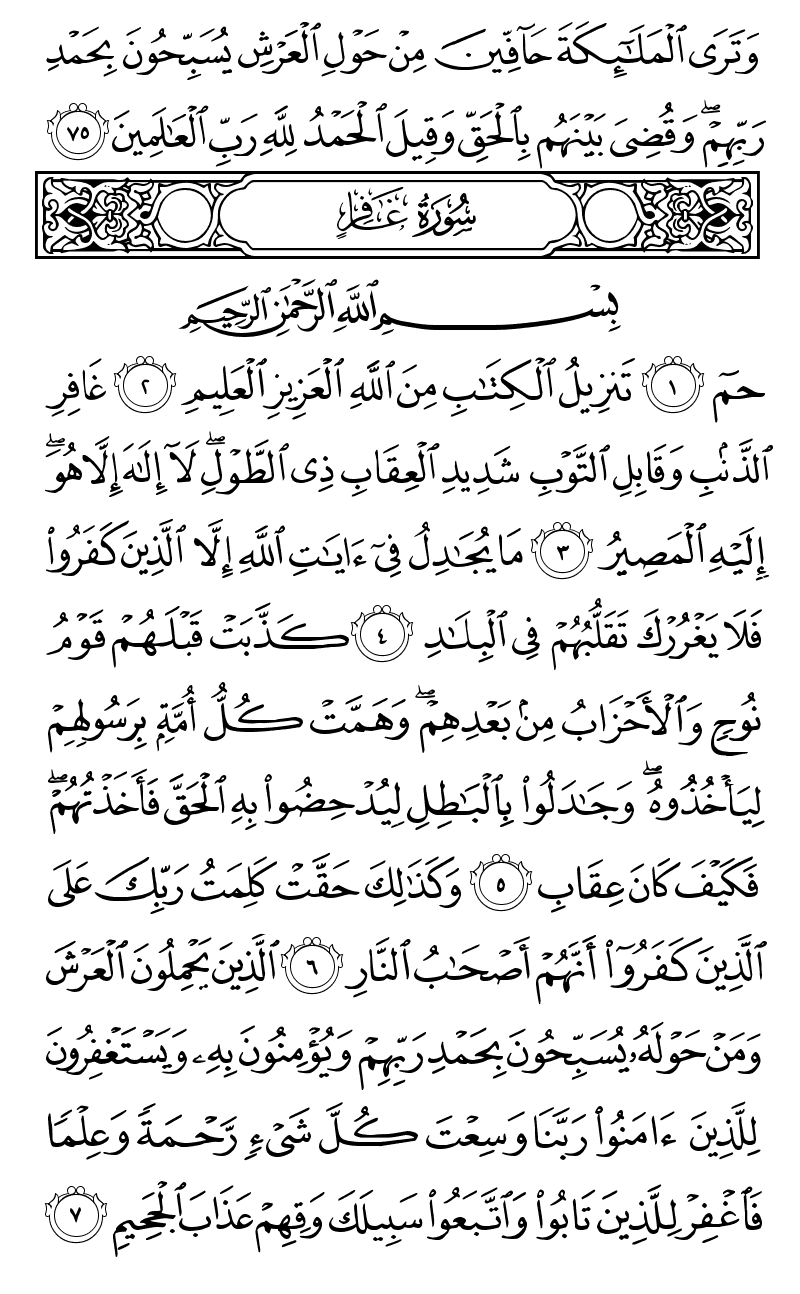 وَتَرَى ٱلْمَلَـٰٓئِكَةَ حَآفِّينَ مِنْ حَوْلِ ٱلْعَرْشِ يُسَبِّحُونَ بِحَمْدِ
رَبِّهِمْ ۖ وَقُضِىَ بَيْنَهُم بِٱلْحَقِّ وَقِيلَ ٱلْحَمْدُ لِلَّهِ رَبِّ ٱلْعَـٰلَمِينَ ٧٥
سُورَةُ غَافِرٍ
بِسْمِ ٱللَّهِ ٱلرَّحْمَـٰنِ ٱلرَّحِيمِ
حمٓ ١ تَنزِيلُ ٱلْكِتَـٰبِ مِنَ ٱللَّهِ ٱلْعَزِيزِ ٱلْعَلِيمِ ٢ غَافِرِ
ٱلذَّنۢبِ وَقَابِلِ ٱلتَّوْبِ شَدِيدِ ٱلْعِقَابِ ذِى ٱلطَّوْلِ ۖ لَآ إِلَـٰهَ إِلَّا هُوَ ۖ
إِلَيْهِ ٱلْمَصِيرُ ٣ مَا يُجَـٰدِلُ فِىٓ ءَايَـٰتِ ٱللَّهِ إِلَّا ٱلَّذِينَ كَفَرُوا۟
فَلَا يَغْرُرْكَ تَقَلُّبُهُمْ فِى ٱلْبِلَـٰدِ ٤ كَذَّبَتْ قَبْلَهُمْ قَوْمُ
نُوحٍ وَٱلْأَحْزَابُ مِنۢ بَعْدِهِمْ ۖ وَهَمَّتْ كُلُّ أُمَّةٍۭ بِرَسُولِهِمْ
لِيَأْخُذُوهُ ۖ وَجَـٰدَلُوا۟ بِٱلْبَـٰطِلِ لِيُدْحِضُوا۟ بِهِ ٱلْحَقَّ فَأَخَذْتُهُمْ ۖ
فَكَيْفَ كَانَ عِقَابِ ٥ وَكَذَٰلِكَ حَقَّتْ كَلِمَتُ رَبِّكَ عَلَى
ٱلَّذِينَ كَفَرُوٓا۟ أَنَّهُمْ أَصْحَـٰبُ ٱلنَّارِ ٦ ٱلَّذِينَ يَحْمِلُونَ ٱلْعَرْشَ
وَمَنْ حَوْلَهُۥ يُسَبِّحُونَ بِحَمْدِ رَبِّهِمْ وَيُؤْمِنُونَ بِهِۦ وَيَسْتَغْفِرُونَ
لِلَّذِينَ ءَامَنُوا۟ رَبَّنَا وَسِعْتَ كُلَّ شَىْءٍ رَّحْمَةً وَعِلْمًا
فَٱغْفِرْ لِلَّذِينَ تَابُوا۟ وَٱتَّبَعُوا۟ سَبِيلَكَ وَقِهِمْ عَذَابَ ٱلْجَحِيمِ ٧